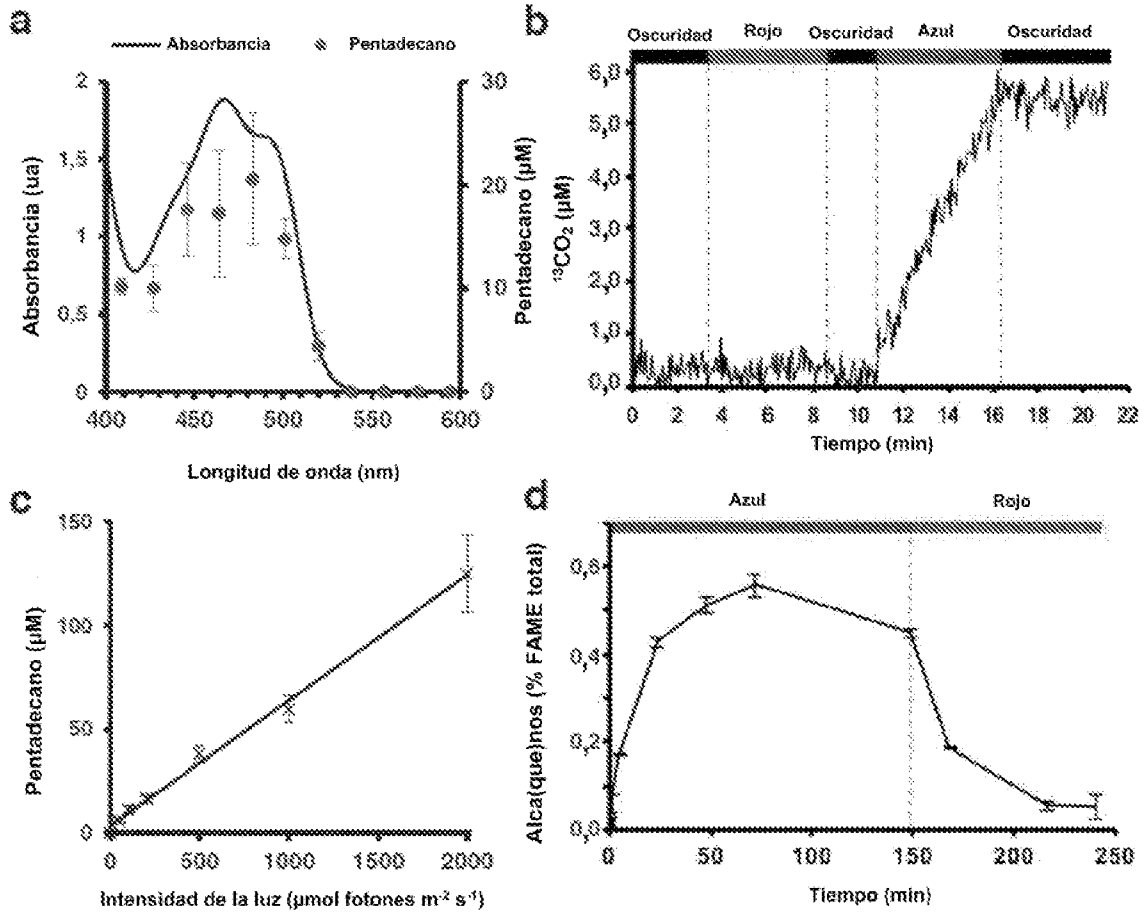 a
Absorbancia
Pentadecano
Absorbancia (ua)
2
1,5
1
0,5
0
Pentadecano (µM)
30
20
10
0
400 450 500 550 600
Longitud de onda (nm)
b
Oscuridad Rojo Oscuridad Azul Oscuridad
¹³CO₂ (µM)
6,0
5,0
4,0
3,0
2,0
1,0
0,0
0 2 4 6 8 10 12 14 16 18 20 22
Tiempo (min)
c
Pentadecano (µM)
150
100
50
0
0 500 1000 1500 2000
Intensidad de la luz (µmol fotones m⁻² s⁻¹)
d
Azul Rojo
Alca(que)nos (% FAME total)
0,6
0,4
0,2
0,0
0 50 100 150 200 250
Tiempo (min)